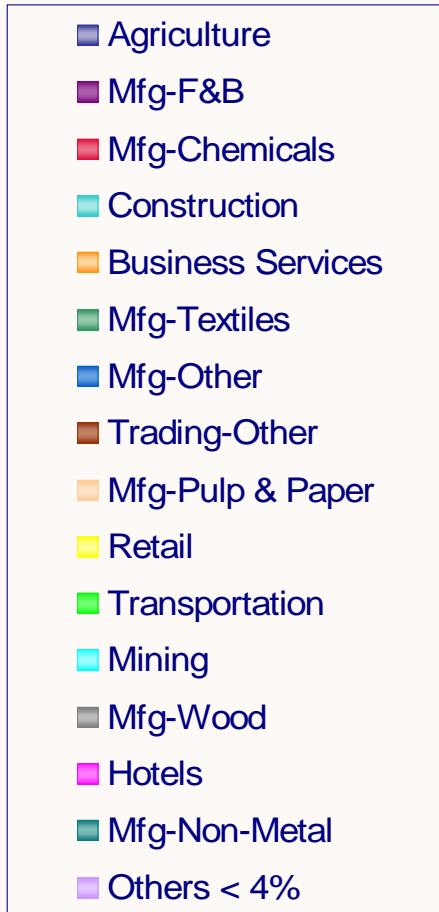 Agriculture
Mfg-F&B
Mfg-Chemicals
Construction
Business Services
Mfg-Textiles
Mfg-Other
Trading-Other
Mfg-Pulp & Paper
Retail
Transportation
Mining
Mfg-Wood
Hotels
Mfg-Non-Metal
Others < 4%